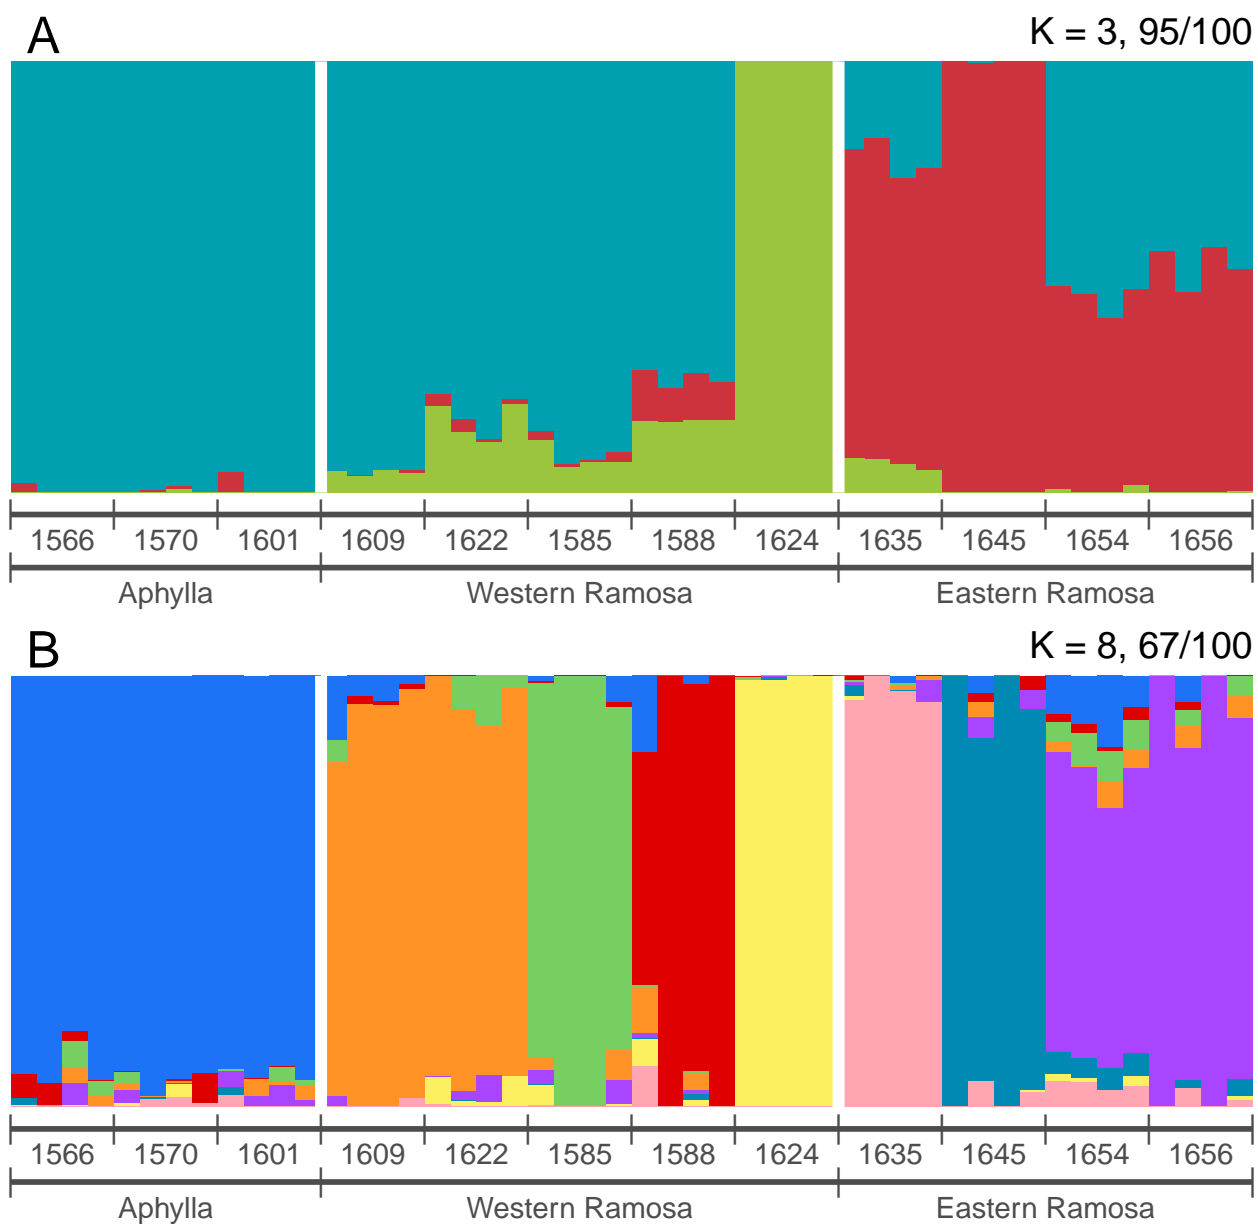 A
K = 3, 95/100
1566 1570 1601 1609 1622 1585 1588 1624 1635 1645 1654 1656
Aphylla Western Ramosa Eastern Ramosa
B
K = 8, 67/100
1566 1570 1601 1609 1622 1585 1588 1624 1635 1645 1654 1656
Aphylla Western Ramosa Eastern Ramosa